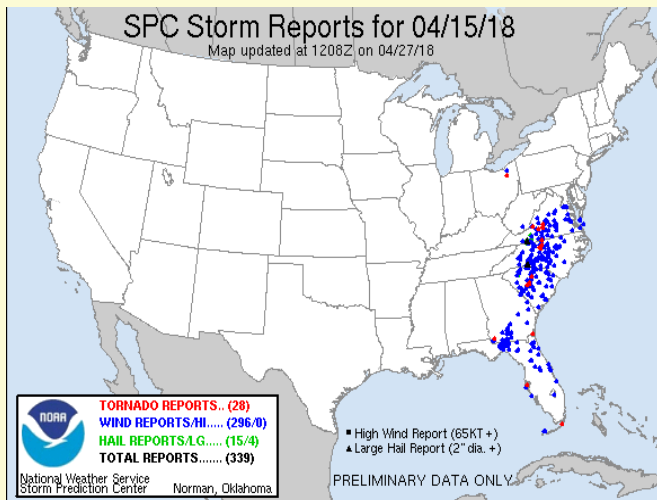 SPC Storm Reports for 04/15/18
Map updated at 1208Z on 04/27/18
NOAA
TORNADO REPORTS.. (28)
WIND REPORTS/HI.... (296/0)
HAIL REPORTS/LG.... (15/4)
TOTAL REPORTS....... (339)
National Weather Service
Storm Prediction Center Norman, Oklahoma
■ High Wind Report (65KT +)
▲ Large Hail Report (2" dia. +)
PRELIMINARY DATA ONLY